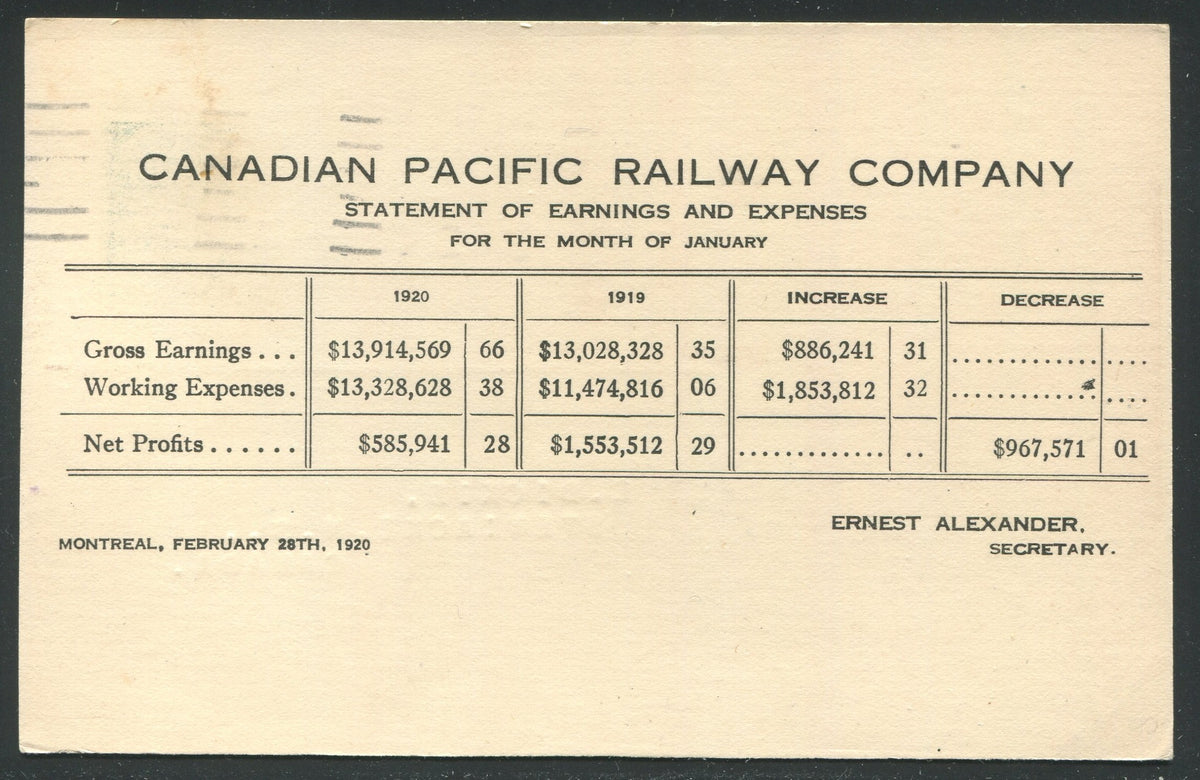 CANADIAN PACIFIC RAILWAY COMPANY
STATEMENT OF EARNINGS AND EXPENSES
FOR THE MONTH OF JANUARY
1920 1919 INCREASE DECREASE
Gross Earnings ... $13,914,569 66 $13,028,328 35 $886,241 31 .................. ....
Working Expenses. $13,328,628 38 $11,474,816 06 $1,853,812 32 .................. ....
Net Profits ...... $585,941 28 $1,553,512 29 ............. .. $967,571 01
ERNEST ALEXANDER,
MONTREAL, FEBRUARY 28TH, 1920 SECRETARY.